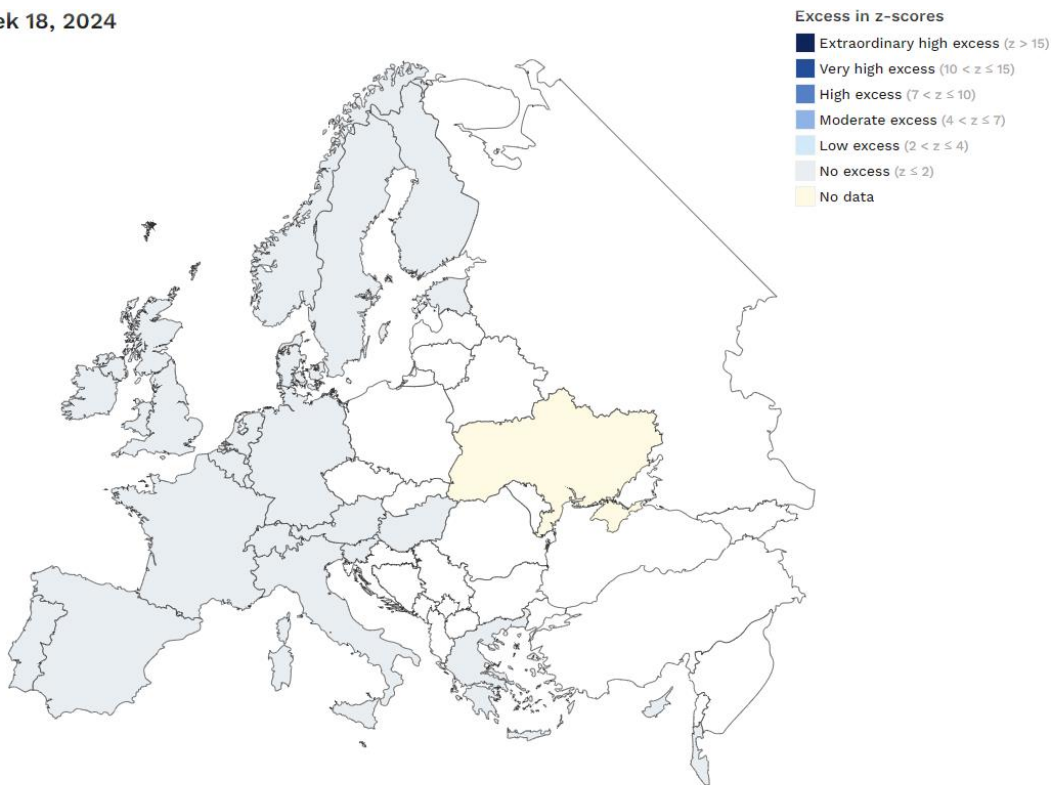 ek 18, 2024
Excess in z-scores
Extraordinary high excess (z > 15)
Very high excess (10 < z ≤ 15)
High excess (7 < z ≤ 10)
Moderate excess (4 < z ≤ 7)
Low excess (2 < z ≤ 4)
No excess (z ≤ 2)
No data